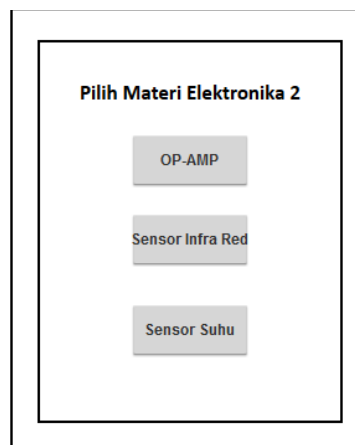 Pilih Materi Elektronika 2
OP-AMP
Sensor Infra Red
Sensor Suhu